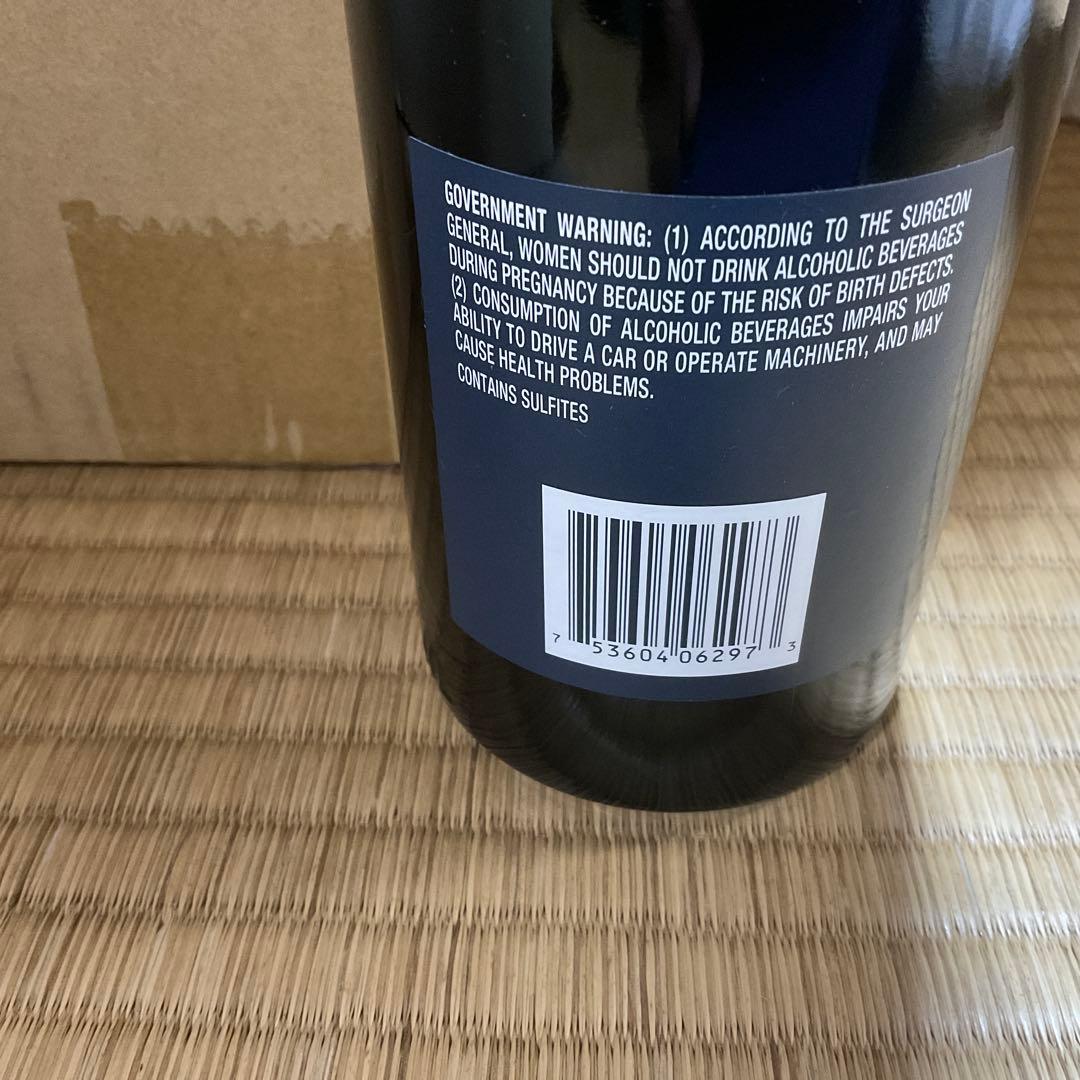 GOVERNMENT WARNING: (1) ACCORDING TO THE SURGEON
GENERAL, WOMEN SHOULD NOT DRINK ALCOHOLIC BEVERAGES
DURING PREGNANCY BECAUSE OF THE RISK OF BIRTH DEFECTS.
(2) CONSUMPTION OF ALCOHOLIC BEVERAGES IMPAIRS YOUR
ABILITY TO DRIVE A CAR OR OPERATE MACHINERY, AND MAY
CAUSE HEALTH PROBLEMS.
CONTAINS SULFITES
7 53604 06297 3